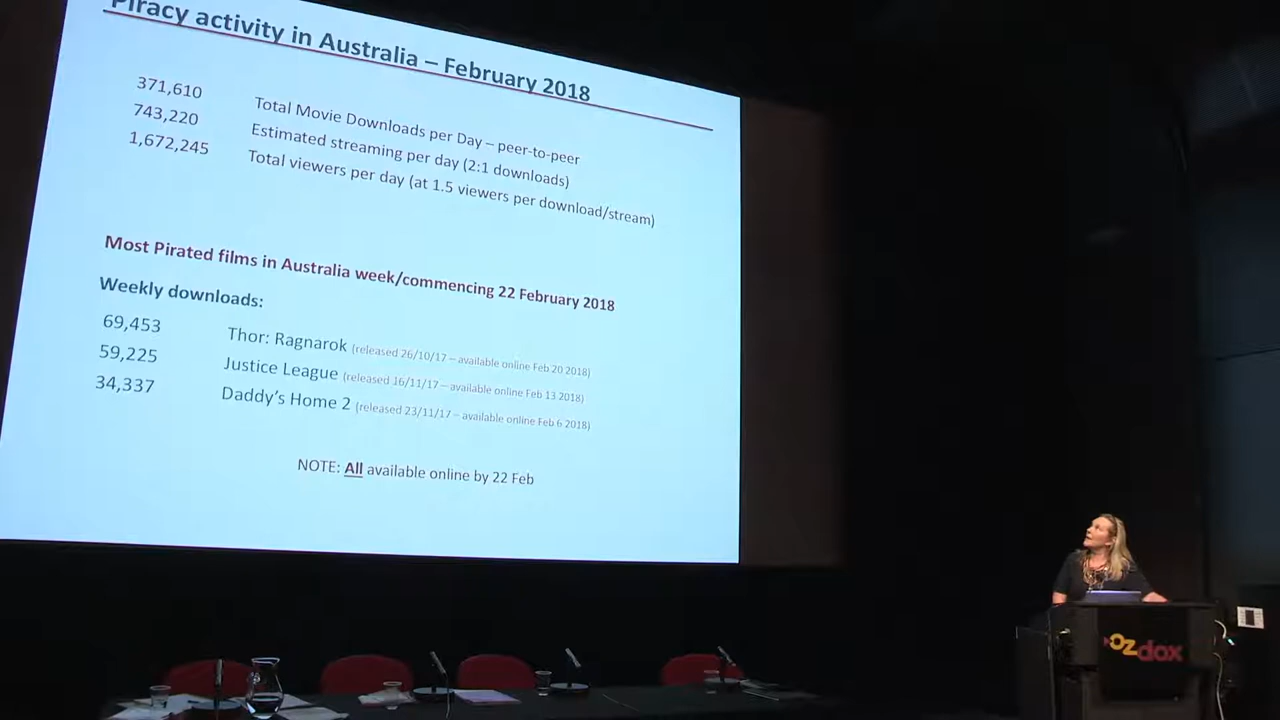 Piracy activity in Australia – February 2018
371,610 Total Movie Downloads per Day – peer-to-peer
743,220 Estimated streaming per day (2:1 downloads)
1,672,245 Total viewers per day (at 1.5 viewers per download/stream)
Most Pirated films in Australia week/commencing 22 February 2018
Weekly downloads:
69,453 Thor: Ragnarok (released 26/10/17 – available online Feb 20 2018)
59,225 Justice League (released 16/11/17 – available online Feb 13 2018)
34,337 Daddy's Home 2 (released 23/11/17 – available online Feb 6 2018)
NOTE: All available online by 22 Feb
OZdox